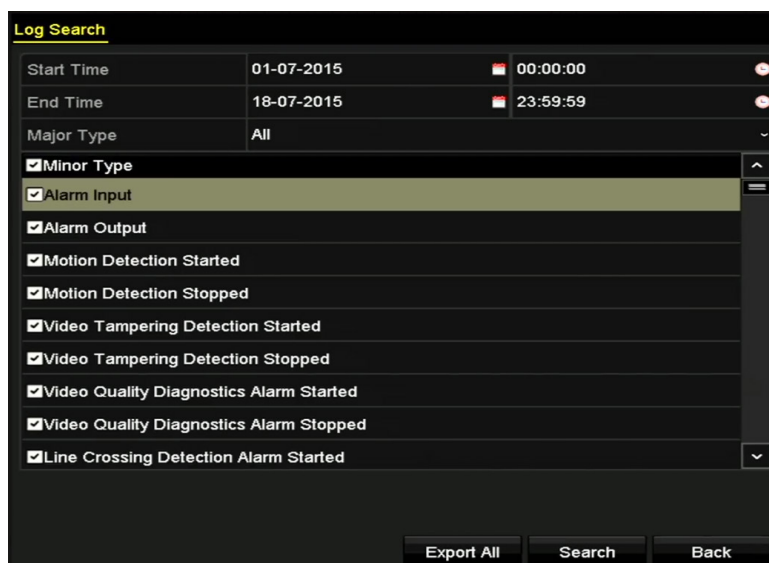 Log Search
Start Time 01-07-2015 00:00:00
End Time 18-07-2015 23:59:59
Major Type All
Minor Type
Alarm Input
Alarm Output
Motion Detection Started
Motion Detection Stopped
Video Tampering Detection Started
Video Tampering Detection Stopped
Video Quality Diagnostics Alarm Started
Video Quality Diagnostics Alarm Stopped
Line Crossing Detection Alarm Started
Export All Search Back